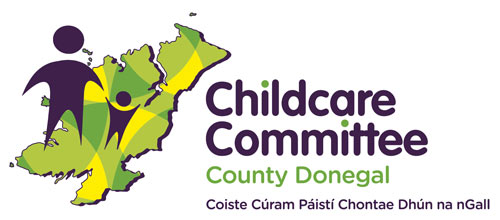 Childcare
Committee
County Donegal
Coiste Cúram Páistí Chontae Dhún na nGall